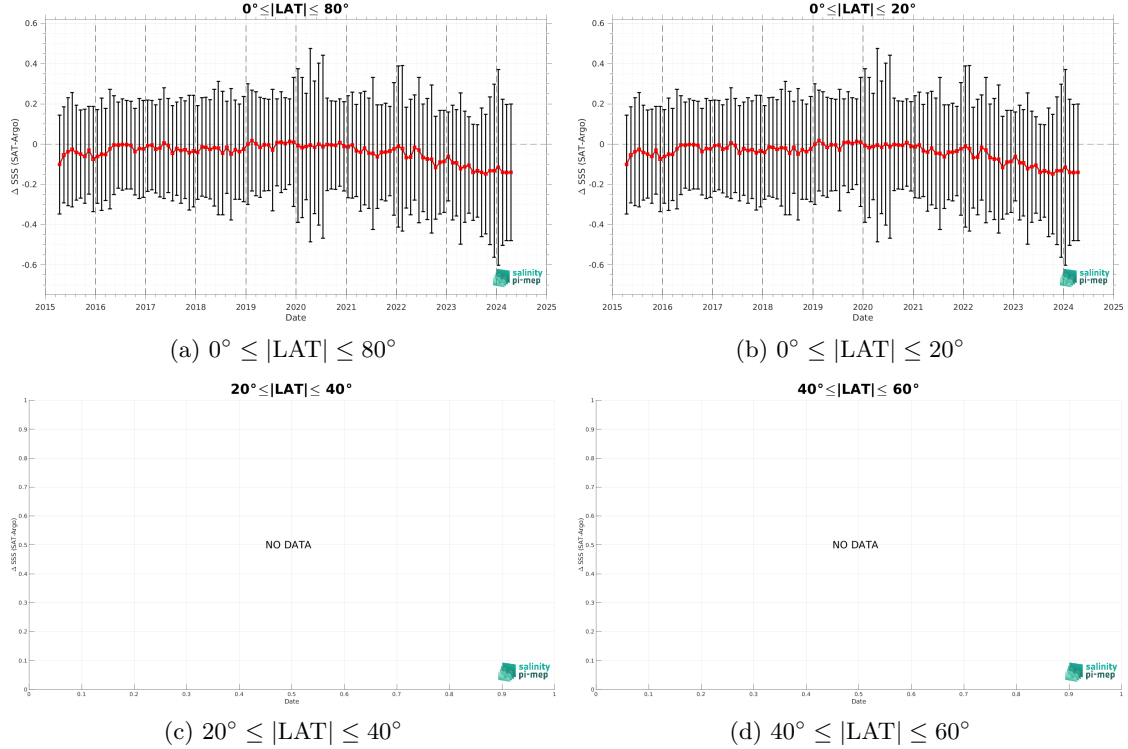 0°≤|LAT|≤ 80°
Δ SSS (SAT-Argo)
0.6
0.4
0.2
0
-0.2
-0.4
-0.6
2015 2016 2017 2018 2019 2020 2021 2022 2023 2024 2025
Date
salinity
pi-mep
(a) 0° ≤ |LAT| ≤ 80°
0°≤|LAT|≤ 20°
Δ SSS (SAT-Argo)
0.6
0.4
0.2
0
-0.2
-0.4
-0.6
2015 2016 2017 2018 2019 2020 2021 2022 2023 2024 2025
Date
salinity
pi-mep
(b) 0° ≤ |LAT| ≤ 20°
20°≤|LAT|≤ 40°
Δ SSS (SAT-Argo)
1
0.9
0.8
0.7
0.6
0.5
0.4
0.3
0.2
0.1
0
NO DATA
0 0.1 0.2 0.3 0.4 0.5 0.6 0.7 0.8 0.9 1
Date
salinity
pi-mep
(c) 20° ≤ |LAT| ≤ 40°
40°≤|LAT|≤ 60°
Δ SSS (SAT-Argo)
1
0.9
0.8
0.7
0.6
0.5
0.4
0.3
0.2
0.1
0
NO DATA
0 0.1 0.2 0.3 0.4 0.5 0.6 0.7 0.8 0.9 1
Date
salinity
pi-mep
(d) 40° ≤ |LAT| ≤ 60°